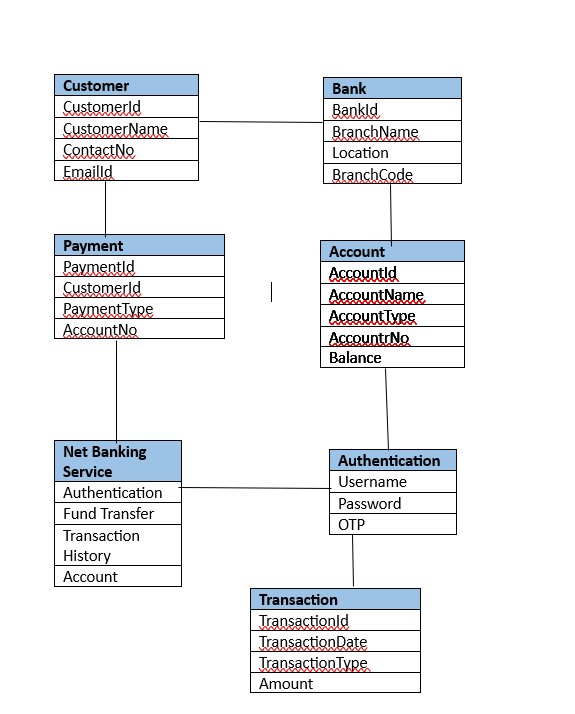 Customer
CustomerId
CustomerName
ContactNo
EmailId
Bank
BankId
BranchName
Location
BranchCode
Payment
PaymentId
CustomerId
PaymentType
AccountNo
Account
AccountId
AccountName
AccountType
AccountrNo
Balance
Net Banking
Service
Authentication
Fund Transfer
Transaction
History
Account
Authentication
Username
Password
OTP
Transaction
TransactionId
TransactionDate
TransactionType
Amount